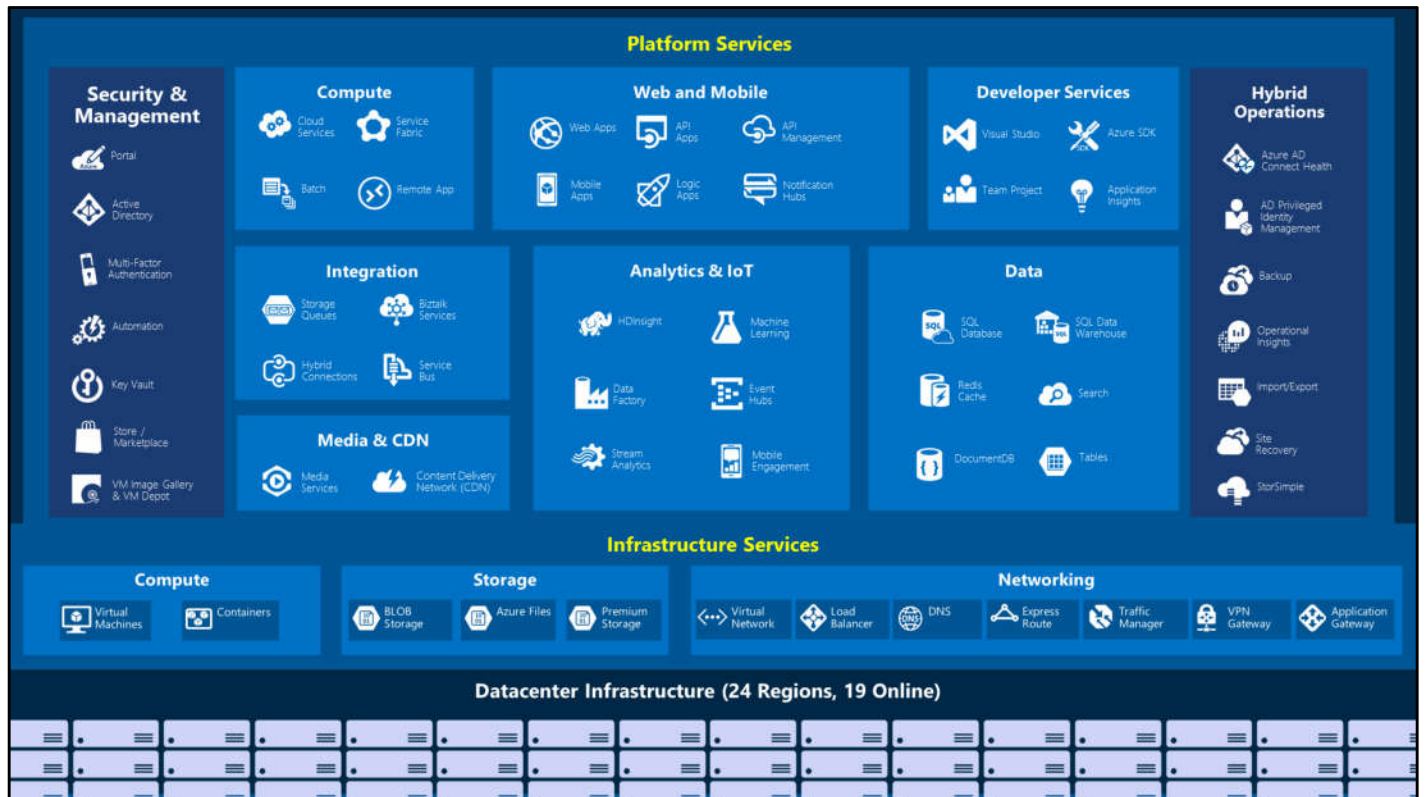 Platform Services
Security &
Management
Portal
Active
Directory
Multi-Factor
Authentication
Automation
Key Vault
Store /
Marketplace
VM Image Gallery
& VM Depot
Compute
Cloud
Services
Service
Fabric
Batch
Remote App
Web and Mobile
Web Apps
API
Apps
API
Management
Mobile
Apps
Logic
Apps
Notification
Hubs
Developer Services
Visual Studio
SDK
Azure SDK
Team Project
Application
Insights
Hybrid
Operations
Azure AD
Connect Health
AD Privileged
Identity
Management
Backup
Operational
Insights
Import/Export
Site
Recovery
StorSimple
Integration
Storage
Queues
Biztalk
Services
Hybrid
Connections
Service
Bus
Analytics & IoT
HDInsight
Machine
Learning
Data
Factory
Event
Hubs
Stream
Analytics
Mobile
Engagement
Data
SQL
SQL
Database
SQL
SQL Data
Warehouse
Redis
Cache
Search
DocumentDB
Tables
Media & CDN
Media
Services
Content Delivery
Network (CDN)
Infrastructure Services
Compute
Virtual
Machines
Containers
Storage
BLOB
Storage
Azure Files
Premium
Storage
Networking
Virtual
Network
Load
Balancer
DNS
DNS
Express
Route
Traffic
Manager
VPN
Gateway
Application
Gateway
Datacenter Infrastructure (24 Regions, 19 Online)